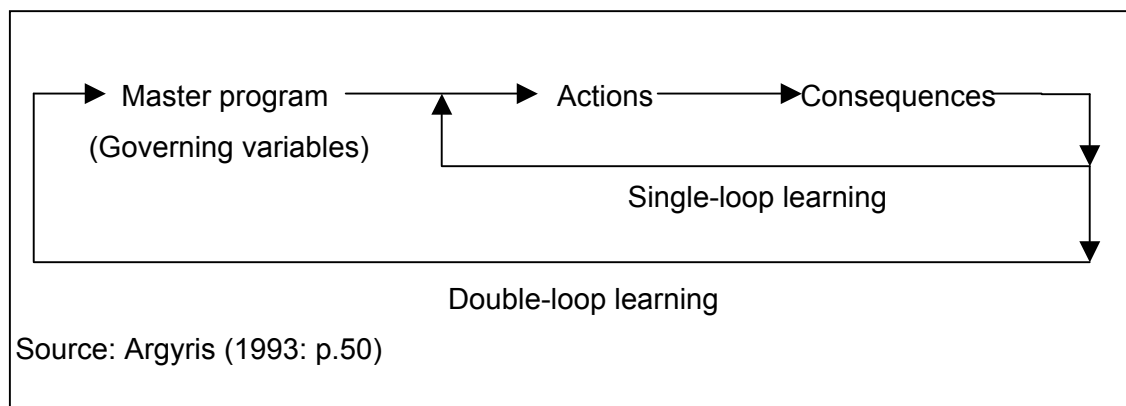 Master program Actions Consequences
(Governing variables)
Single-loop learning
Double-loop learning
Source: Argyris (1993: p.50)